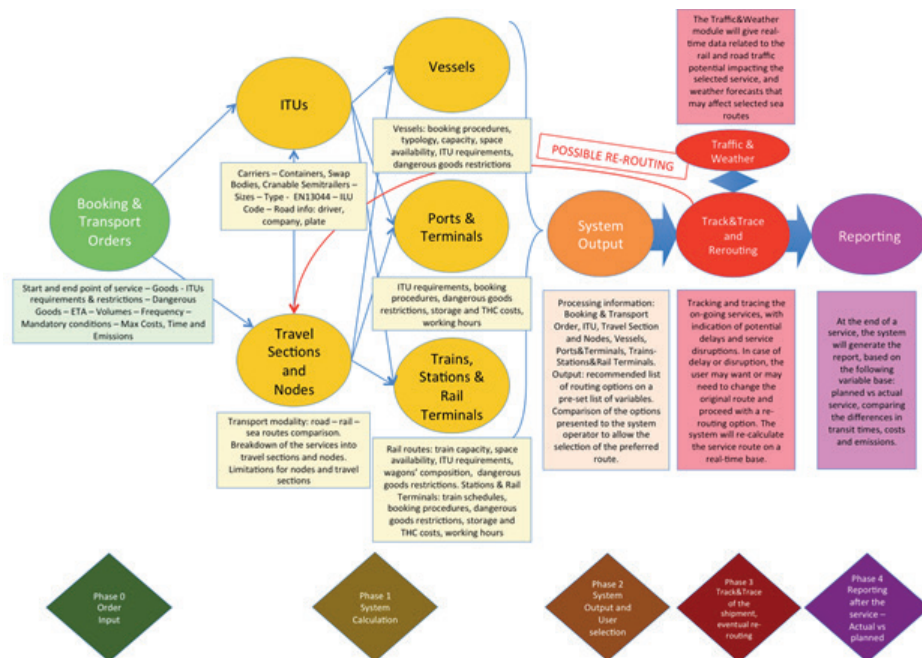 The Traffic&Weather
module will give real-
time data related to the
rail and road traffic
potential impacting the
selected service, and
weather forecasts that
may affect selected sea
routes
Vessels
ITUs
Vessels: booking procedures,
typology, capacity, space
availability, ITU requirements,
dangerous goods restrictions
POSSIBLE RE-ROUTING
Traffic &
Weather
Carriers – Containers, Swap
Bodies, Cranable Semitrailers –
Sizes – Type - EN13044 – ILU
Code – Road info: driver,
company, plate
Booking &
Transport
Orders
Ports &
Terminals
System
Output
Track&Trace
and
Rerouting
Reporting
Start and end point of service – Goods - ITUs
requirements & restrictions – Dangerous
Goods – ETA – Volumes – Frequency –
Mandatory conditions – Max Costs, Time and
Emissions
ITU requirements, booking
procedures, dangerous goods
restrictions, storage and THC costs,
working hours
Travel
Sections
and
Nodes
Trains,
Stations &
Rail
Terminals
Processing information:
Booking & Transport
Order, ITU, Travel Section
and Nodes, Vessels,
Ports&Terminals, Trains-
Stations&Rail Terminals.
Output: recommended list
of routing options on a
pre-set list of variables.
Comparison of the options
presented to the system
operator to allow the
selection of the preferred
route.
Tracking and tracing the
on-going services, with
indication of potential
delays and service
disruptions. In case of
delay or disruption, the
user may want or may
need to change the
original route and
proceed with a re-
routing option. The
system will re-calculate
the service route on a
real-time base.
At the end of a
service, the system
will generate the
report, based on
the following
variable base:
planned vs actual
service, comparing
the differences in
transit times, costs
and emissions.
Transport modality: road – rail –
sea routes comparison.
Breakdown of the services into
travel sections and nodes.
Limitations for nodes and travel
sections
Rail routes: train capacity, space
availability, ITU requirements,
wagons' composition, dangerous
goods restrictions. Stations & Rail
Terminals: train schedules,
booking procedures, dangerous
goods restrictions, storage and
THC costs, working hours
Phase 0
Order
Input
Phase 1
System
Calculation
Phase 2
System
Output and
User
selection
Phase 3
Track&Trace
of the
shipment,
eventual re-
routing
Phase 4
Reporting
after the
service –
Actual vs
planned